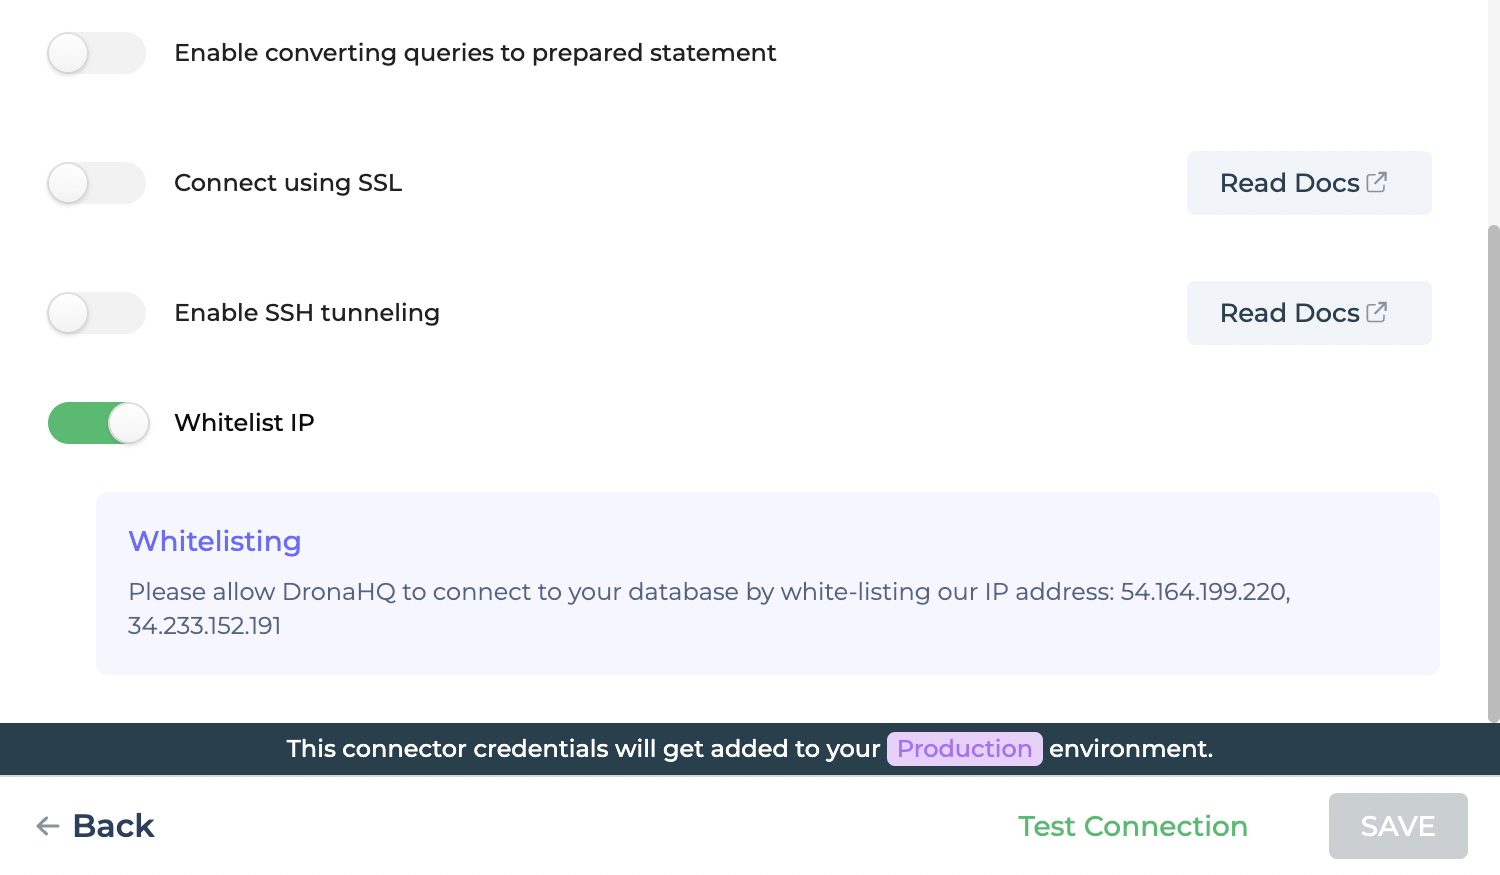 Enable converting queries to prepared statement
Connect using SSL
Read Docs
Enable SSH tunneling
Read Docs
Whitelist IP
Whitelisting
Please allow DronaHQ to connect to your database by white-listing our IP address: 54.164.199.220,
34.233.152.191
This connector credentials will get added to your Production environment.
Back
Test Connection
SAVE